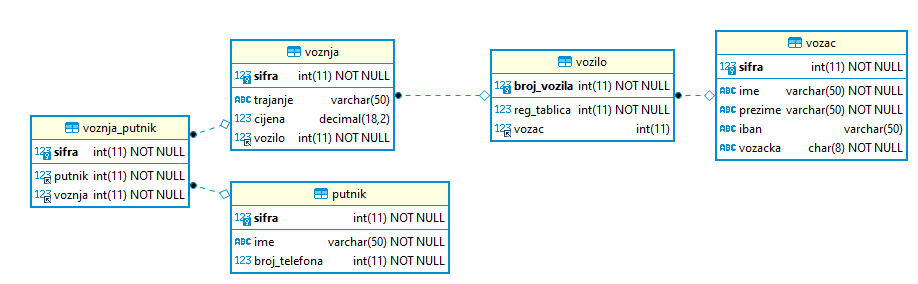 voznja_putnik
123 sifra int(11) NOT NULL
123 putnik int(11) NOT NULL
123 voznja int(11) NOT NULL
voznja
123 sifra int(11) NOT NULL
ABC trajanje varchar(50)
123 cijena decimal(18,2)
123 vozilo int(11) NOT NULL
putnik
123 sifra int(11) NOT NULL
ABC ime varchar(50) NOT NULL
123 broj_telefona int(11) NOT NULL
vozilo
123 broj_vozila int(11) NOT NULL
123 reg_tablica int(11) NOT NULL
123 vozac int(11)
vozac
123 sifra int(11) NOT NULL
ABC ime varchar(50) NOT NULL
ABC prezime varchar(50) NOT NULL
ABC iban varchar(50)
ABC vozacka char(8) NOT NULL